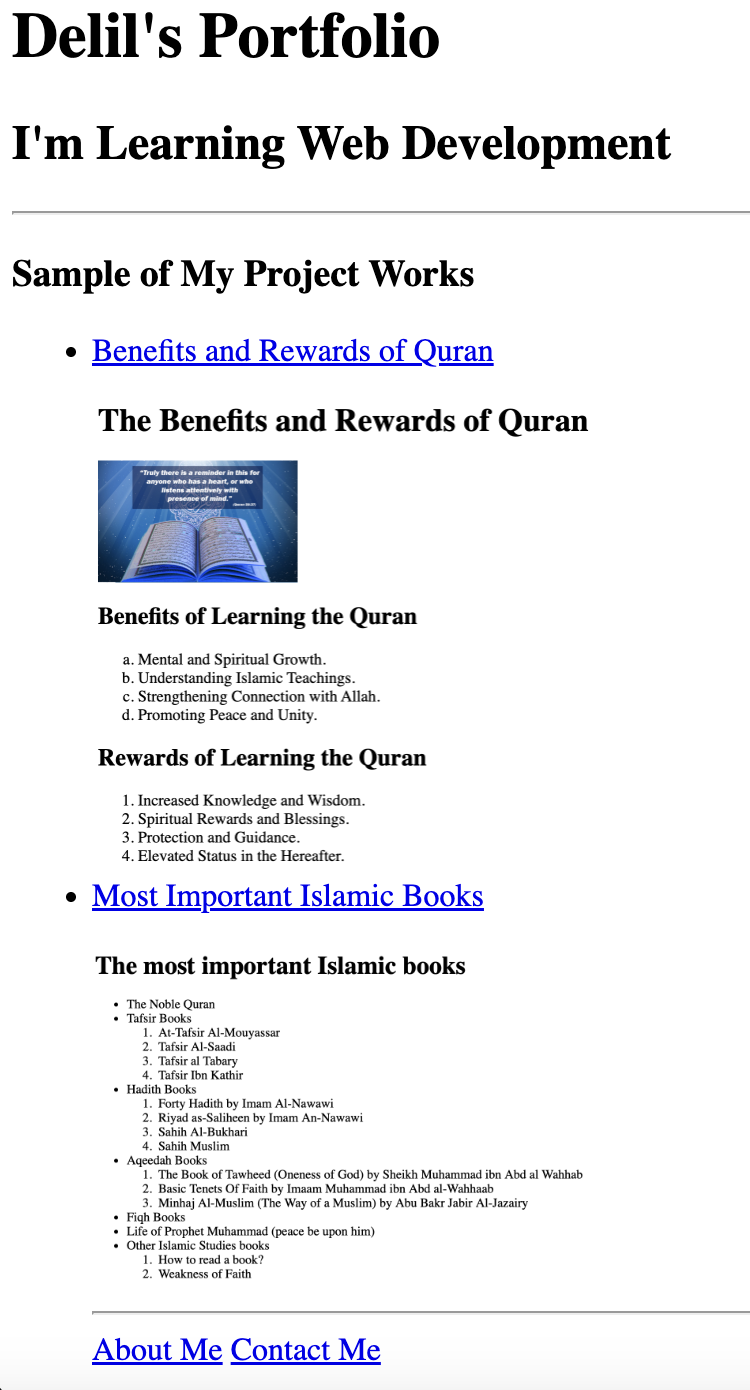 Delil's Portfolio
I'm Learning Web Development
Sample of My Project Works
• Benefits and Rewards of Quran
The Benefits and Rewards of Quran
"Truly there is a reminder in this for
anyone who has a heart, or who
listens attentively with
presence of mind."
Benefits of Learning the Quran
a. Mental and Spiritual Growth.
b. Understanding Islamic Teachings.
c. Strengthening Connection with Allah.
d. Promoting Peace and Unity.
Rewards of Learning the Quran
1. Increased Knowledge and Wisdom.
2. Spiritual Rewards and Blessings.
3. Protection and Guidance.
4. Elevated Status in the Hereafter.
• Most Important Islamic Books
The most important Islamic books
• The Noble Quran
• Tafsir Books
1. At-Tafsir Al-Mouyassar
2. Tafsir Al-Saadi
3. Tafsir al Tabary
4. Tafsir Ibn Kathir
• Hadith Books
1. Forty Hadith by Imam Al-Nawawi
2. Riyad as-Saliheen by Imam An-Nawawi
3. Sahih Al-Bukhari
4. Sahih Muslim
• Aqeedah Books
1. The Book of Tawheed (Oneness of God) by Sheikh Muhammad ibn Abd al Wahhab
2. Basic Tenets Of Faith by Imaam Muhammad ibn Abd al-Wahhaab
3. Minhaj Al-Muslim (The Way of a Muslim) by Abu Bakr Jabir Al-Jazairy
• Fiqh Books
• Life of Prophet Muhammad (peace be upon him)
• Other Islamic Studies books
1. How to read a book?
2. Weakness of Faith
About Me Contact Me